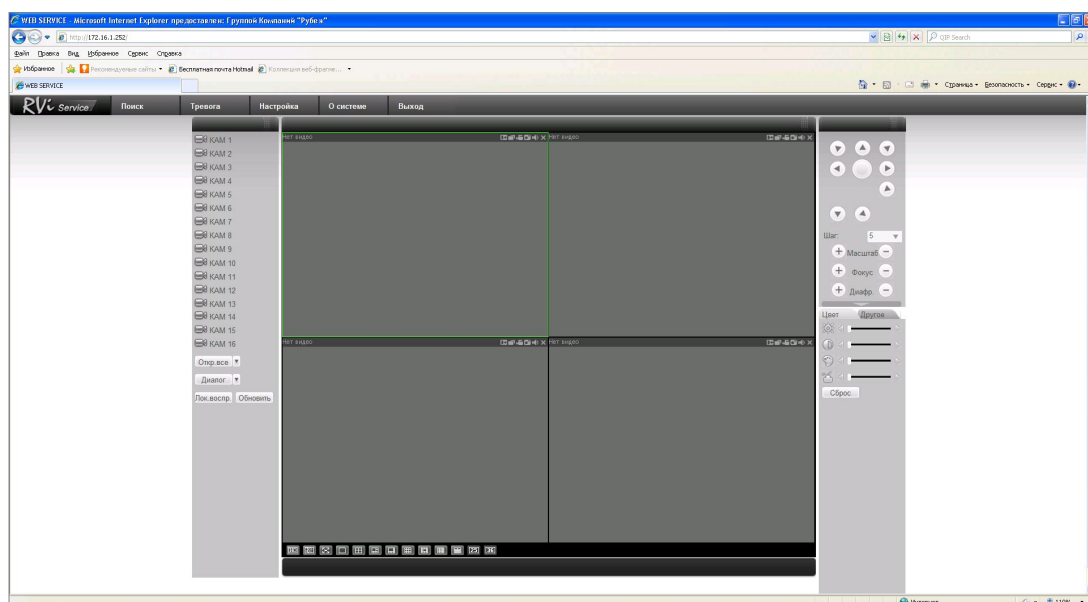 WEB SERVICE - Microsoft Internet Explorer предоставлен: Группой Компаний "Рубеж"
http://172.16.1.252/
QIP Search
Файл Правка Вид Избранное Сервис Справка
Избранное Рекомендуемые сайты Бесплатная почта Hotmail Коллекция веб-фрагме...
WEB SERVICE
Страница Безопасность Сервис
RVi Service Поиск Тревога Настройка О системе Выход
Нет видео
Нет видео
КАМ 1
КАМ 2
КАМ 3
КАМ 4
КАМ 5
КАМ 6
КАМ 7
КАМ 8
КАМ 9
КАМ 10
КАМ 11
КАМ 12
КАМ 13
КАМ 14
КАМ 15
КАМ 16
Откр.все
Диалог
Лок.воспр. Обновить
Нет видео
Нет видео
Шаг: 5
Масштаб
Фокус
Диафр.
Цвет Другое
Сброс
25 36
110%